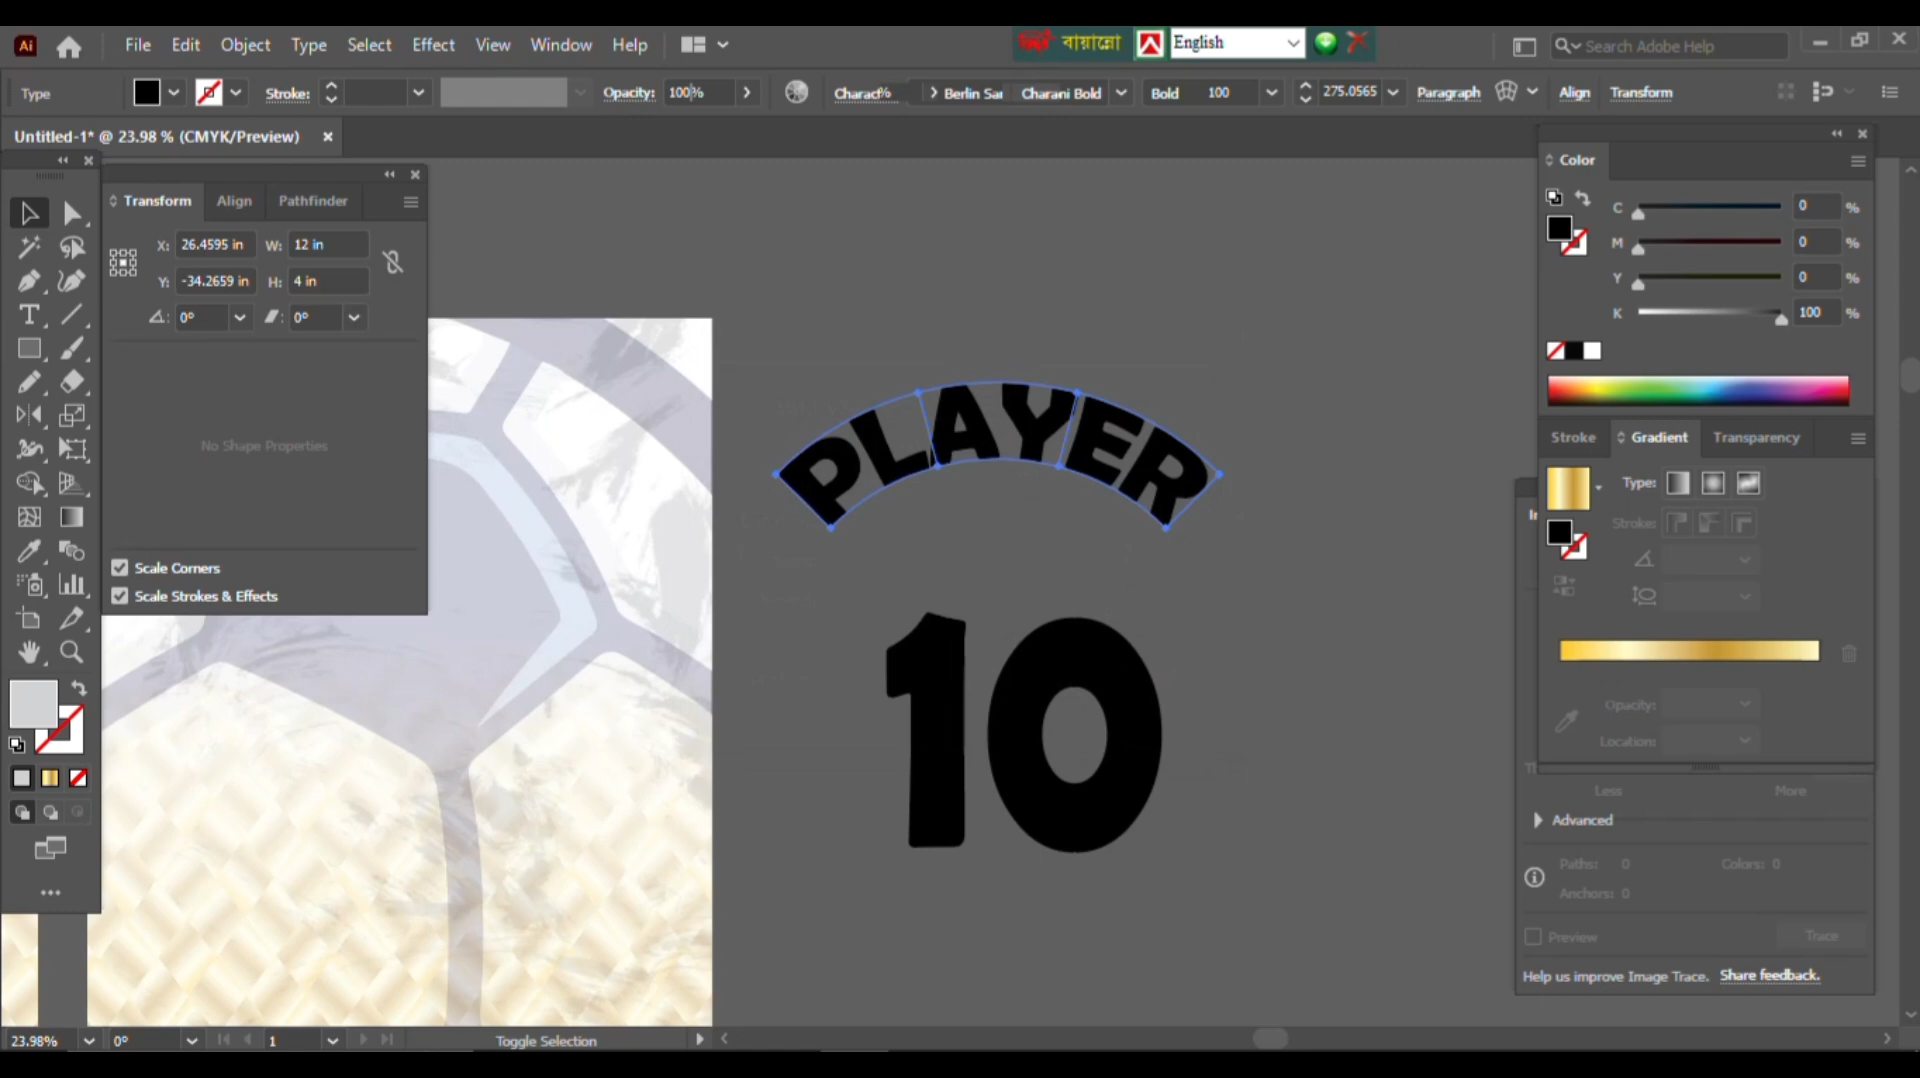 Ai File Edit Object Type Select Effect View Window Help
বায়ান্নো English
Search Adobe Help
Type Stroke: Opacity: 100% Berlin San Charani Bold Bold 100 275.0565 Paragraph Align Transform
Untitled-1* @ 23.98 % (CMYK/Preview)
Transform Align Pathfinder
X: 26.4595 in W: 12 in
Y: -34.2659 in H: 4 in
0° 0°
No Shape Properties
Scale Corners
Scale Strokes & Effects
PLAYER
10
Color
C 0 %
M 0 %
Y 0 %
K 100 %
Stroke Gradient Transparency
Type:
Stroke:
Opacity:
Location:
Less More
Advanced
Paths: 0 Colors: 0
Anchors: 0
Preview Trace
Help us improve Image Trace. Share feedback.
23.98% 0° 1 Toggle Selection